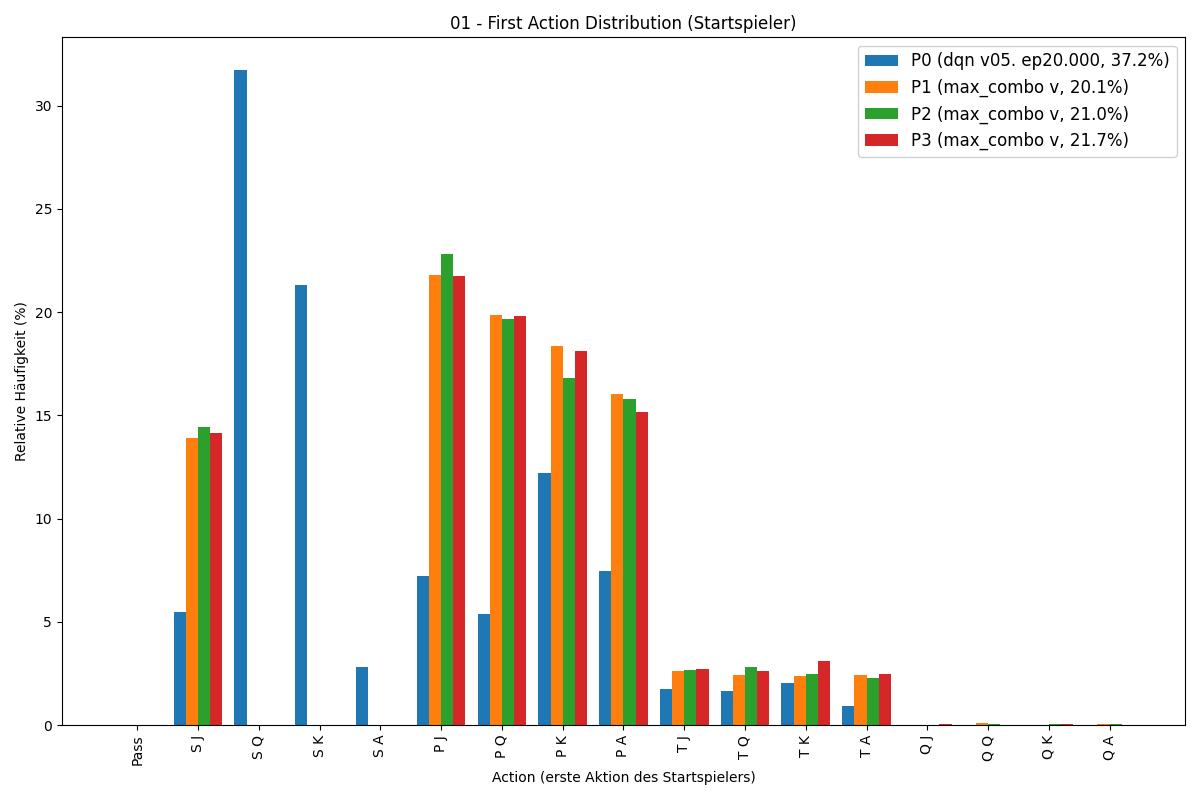 01 - First Action Distribution (Startspieler)
P0 (dqn v05. ep20.000, 37.2%)
P1 (max_combo v, 20.1%)
P2 (max_combo v, 21.0%)
P3 (max_combo v, 21.7%)
Relative Häufigkeit (%)
30
25
20
15
10
5
0
Pass
S J
S Q
S K
S A
P J
P Q
P K
P A
T J
T Q
T K
T A
Q J
Q Q
Q K
Q A
Action (erste Aktion des Startspielers)